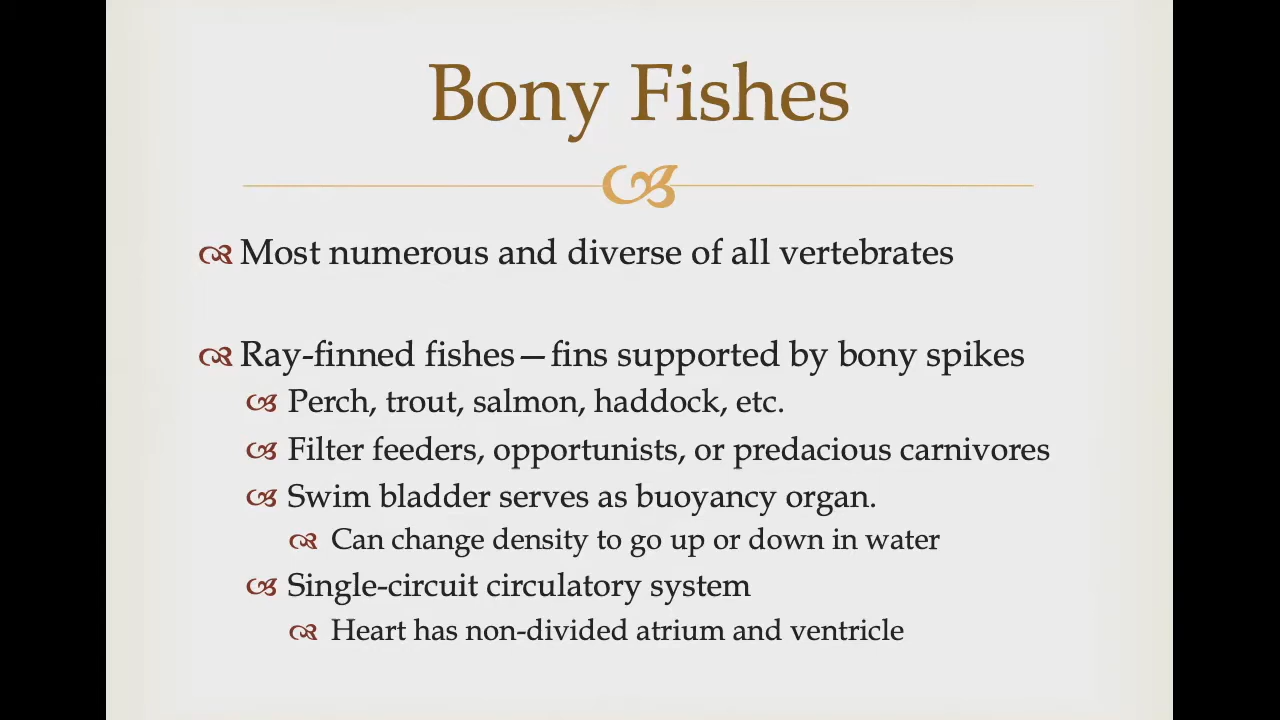 Bony Fishes
Most numerous and diverse of all vertebrates
Ray-finned fishes—fins supported by bony spikes
Perch, trout, salmon, haddock, etc.
Filter feeders, opportunists, or predacious carnivores
Swim bladder serves as buoyancy organ.
Can change density to go up or down in water
Single-circuit circulatory system
Heart has non-divided atrium and ventricle